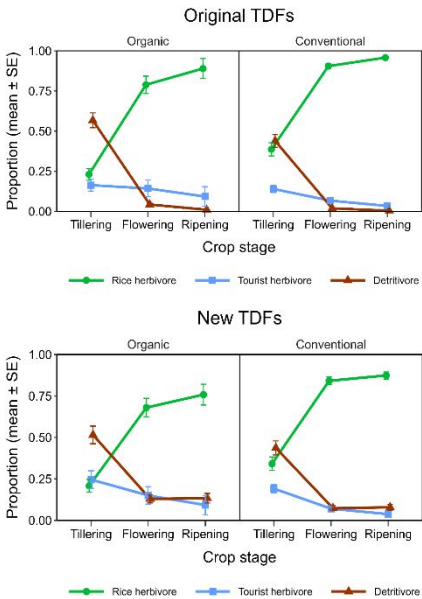 Original TDFs
Organic Conventional
1.00
0.75
0.50
0.25
0.00
Proportion (mean ± SE)
Tillering Flowering Ripening Tillering Flowering Ripening
Crop stage
Rice herbivore Tourist herbivore Detritivore
New TDFs
Organic Conventional
1.00
0.75
0.50
0.25
0.00
Proportion (mean ± SE)
Tillering Flowering Ripening Tillering Flowering Ripening
Crop stage
Rice herbivore Tourist herbivore Detritivore